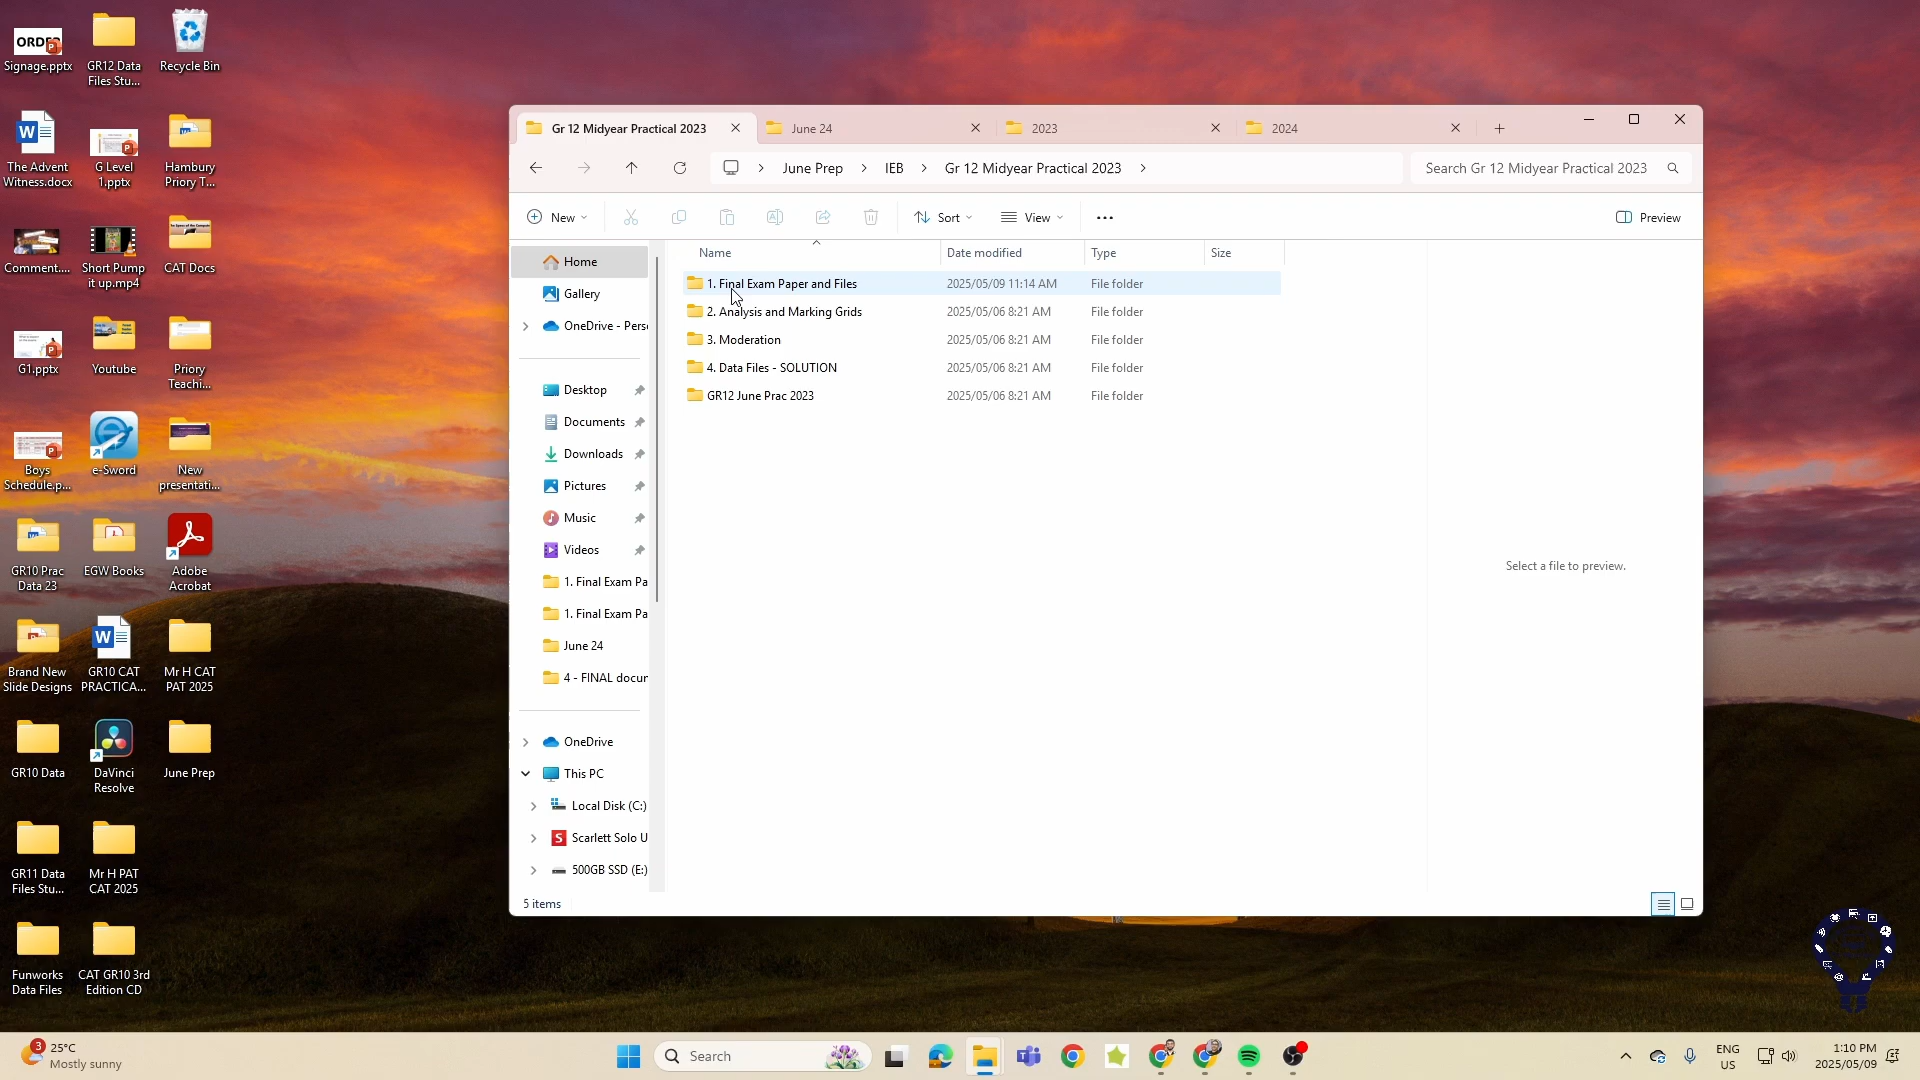 ORDE
Signage.pptx
GR12 Data
Files Stu...
Recycle Bin
The Advent
Witness.docx
G Level
1.pptx
Hambury
Priory T...
Comment....
Short Pump
it up.mp4
CAT Docs
G1.pptx
Youtube
Priory
Teachi...
Boys
Schedule.p...
e-Sword
New
presentati...
GR10 Prac
Data 23
EGW Books
Adobe
Acrobat
Brand New
Slide Designs
GR10 CAT
PRACTICA...
Mr H CAT
PAT 2025
GR10 Data
DaVinci
Resolve
June Prep
GR11 Data
Files Stu...
Mr H PAT
CAT 2025
Funworks
Data Files
CAT GR10 3rd
Edition CD
Gr 12 Midyear Practical 2023
June 24
2023
2024
June Prep
IEB
Gr 12 Midyear Practical 2023
Search Gr 12 Midyear Practical 2023
New
Sort
View
Preview
Home
Gallery
OneDrive - Pers
Desktop
Documents
Downloads
Pictures
Music
Videos
1. Final Exam Pa
1. Final Exam Pa
June 24
4 - FINAL docur
OneDrive
This PC
Local Disk (C:)
Scarlett Solo U
500GB SSD (E:)
Name Date modified Type Size
1. Final Exam Paper and Files 2025/05/09 11:14 AM File folder
2. Analysis and Marking Grids 2025/05/06 8:21 AM File folder
3. Moderation 2025/05/06 8:21 AM File folder
4. Data Files - SOLUTION 2025/05/06 8:21 AM File folder
GR12 June Prac 2023 2025/05/06 8:21 AM File folder
Select a file to preview.
5 items
3
25°C
Mostly sunny
Search
ENG
US
1:10 PM
2025/05/09